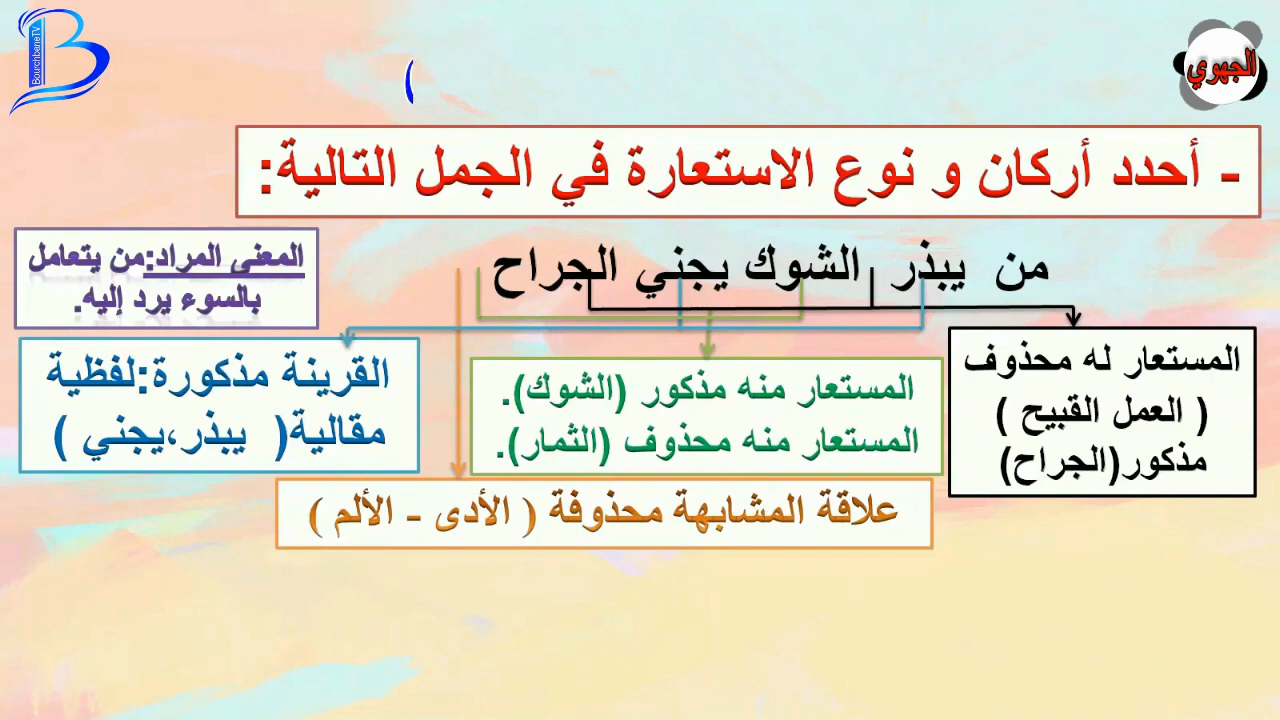 BourchbeneTV
الجهوي
(
- أحدد أركان و نوع الاستعارة في الجمل التالية:
من يبذر الشوك يجني الجراح
المعنى المراد:من يتعامل
بالسوء يرد إليه.
المستعار له محذوف
( العمل القبيح )
مذكور(الجراح)
المستعار منه مذكور (الشوك).
المستعار منه محذوف (الثمار).
القرينة مذكورة:لفظية
مقالية( يبذر،يجني )
علاقة المشابهة محذوفة ( الأدى - الألم )